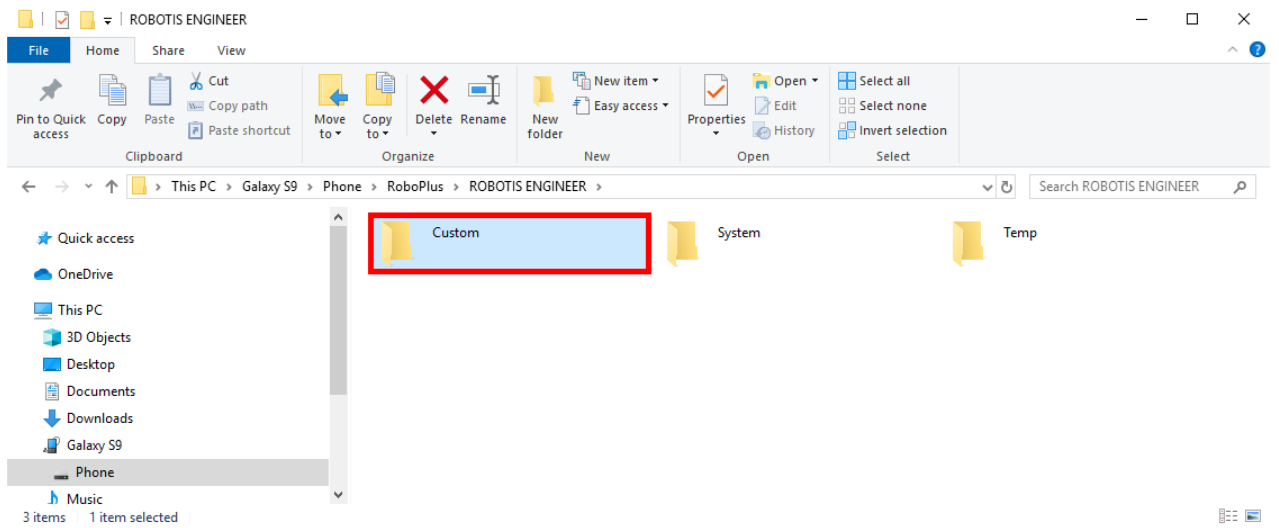 ROBOTIS ENGINEER
File Home Share View
Pin to Quick access
Copy
Paste
Cut
Copy path
Paste shortcut
Clipboard
Move to
Copy to
Delete
Rename
Organize
New folder
New item
Easy access
New
Properties
Open
Edit
History
Open
Select all
Select none
Invert selection
Select
This PC > Galaxy S9 > Phone > RoboPlus > ROBOTIS ENGINEER >
Search ROBOTIS ENGINEER
Quick access
OneDrive
This PC
3D Objects
Desktop
Documents
Downloads
Galaxy S9
Phone
Music
Custom
System
Temp
3 items 1 item selected